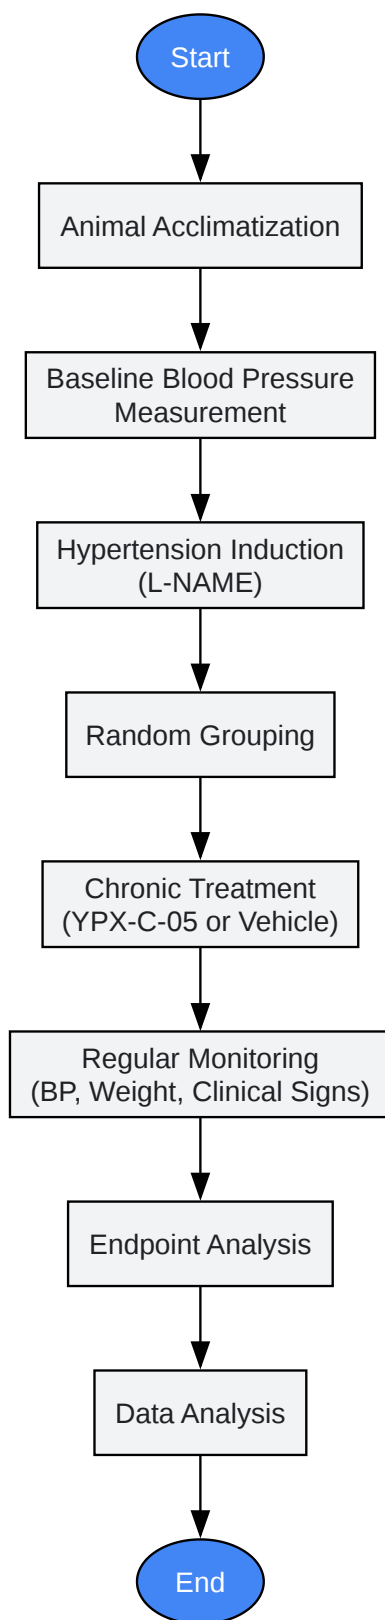 Start
Animal Acclimatization
Baseline Blood Pressure
Measurement
Hypertension Induction
(L-NAME)
Random Grouping
Chronic Treatment
(YPX-C-05 or Vehicle)
Regular Monitoring
(BP, Weight, Clinical Signs)
Endpoint Analysis
Data Analysis
End